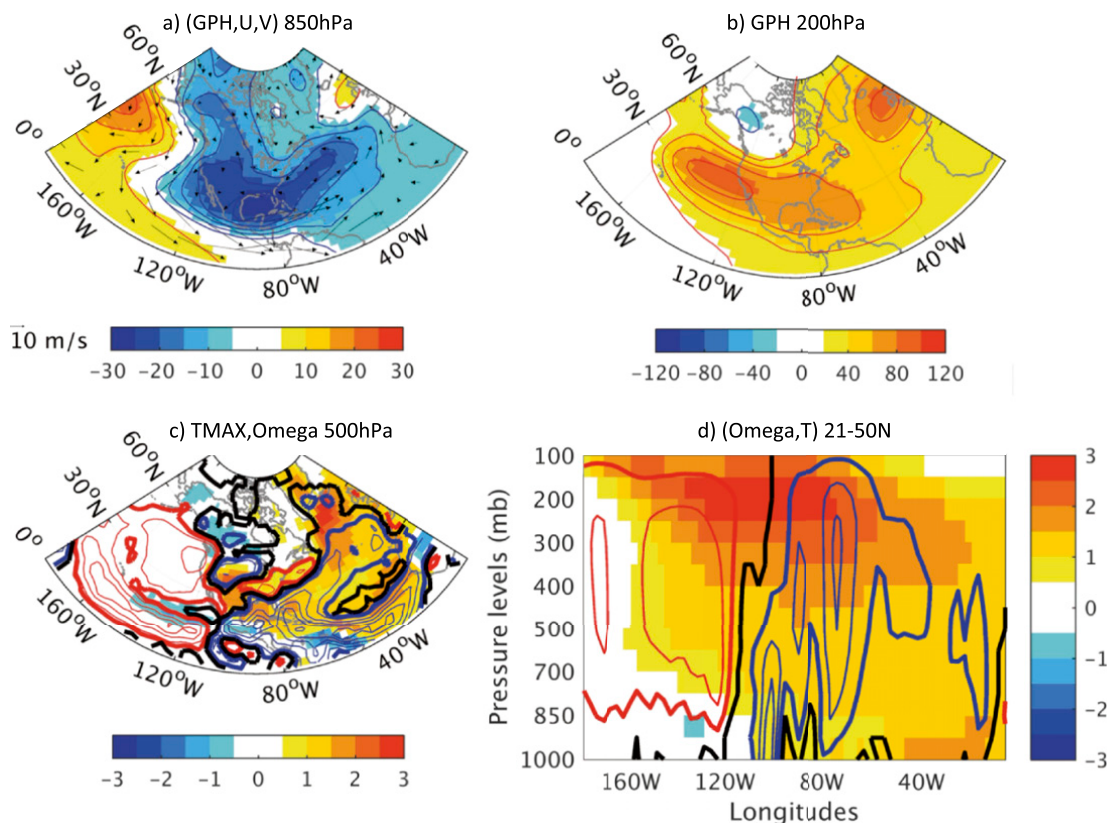 a) (GPH,U,V) 850hPa
b) GPH 200hPa
60°N
30°N
0°
160°W
120°W
80°W
40°W
60°N
30°N
0°
160°W
120°W
80°W
40°W
10 m/s
−30 −20 −10 0 10 20 30
−120 −80 −40 0 40 80 120
c) TMAX,Omega 500hPa
d) (Omega,T) 21-50N
60°N
30°N
0°
160°W
120°W
80°W
40°W
−3 −2 −1 0 1 2 3
Pressure levels (mb)
100
200
300
400
500
700
850
1000
160W 120W 80W 40W
Longitudes
3
2
1
0
−1
−2
−3